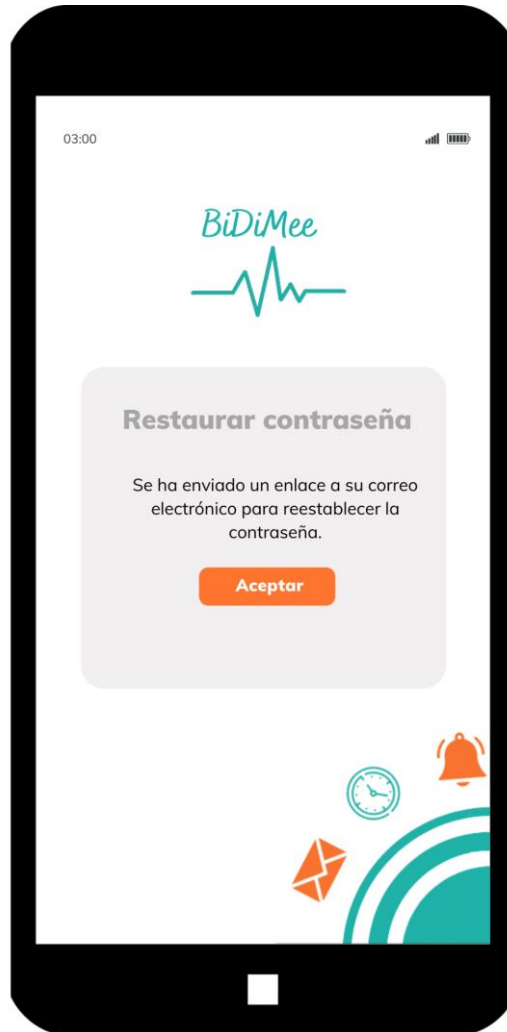 03:00
BiDiMee
Restaurar contraseña
Se ha enviado un enlace a su correo
electrónico para reestablecer la
contraseña.
Aceptar